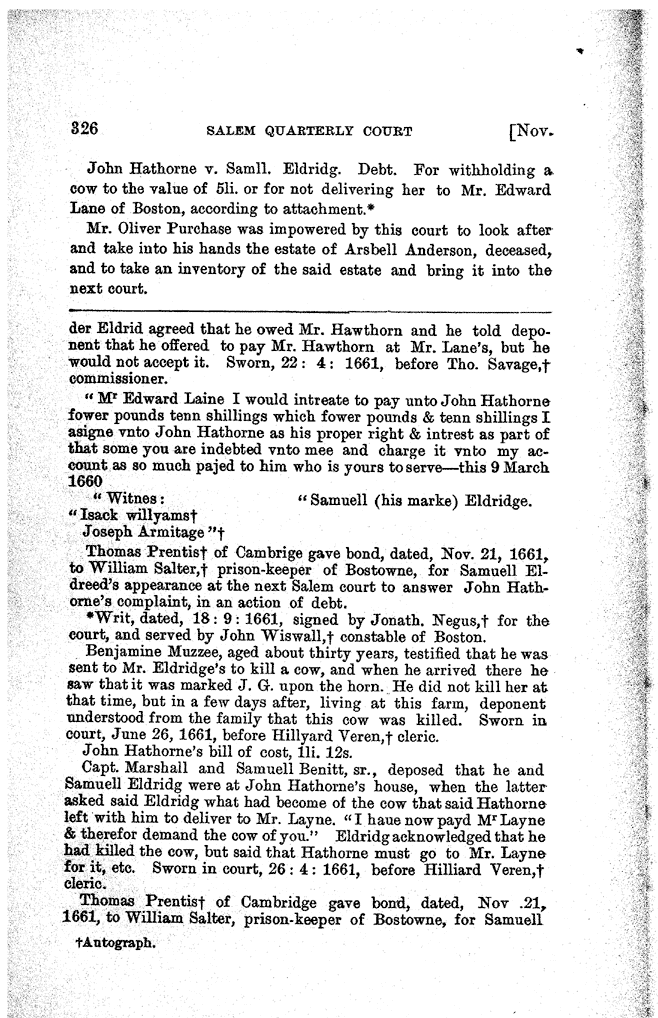 326 SALEM QUARTERLY COURT [Nov.
John Hathorne v. Samll. Eldridg. Debt. For withholding a
cow to the value of 5li. or for not delivering her to Mr. Edward
Lane of Boston, according to attachment.*
Mr. Oliver Purchase was impowered by this court to look after
and take into his hands the estate of Arsbell Anderson, deceased,
and to take an inventory of the said estate and bring it into the
next court.
der Eldrid agreed that he owed Mr. Hawthorn and he told depo-
nent that he offered to pay Mr. Hawthorn at Mr. Lane's, but he
would not accept it. Sworn, 22 : 4 : 1661, before Tho. Savage,†
commissioner.
"Mʳ Edward Laine I would intreate to pay unto John Hathorne
fower pounds tenn shillings which fower pounds & tenn shillings I
asigne vnto John Hathorne as his proper right & intrest as part of
that some you are indebted vnto mee and charge it vnto my ac-
count as so much pajed to him who is yours to serve—this 9 March
1660
"Witnes: "Samuell (his marke) Eldridge.
"Isack willyams†
Joseph Armitage"†
Thomas Prentis† of Cambrige gave bond, dated, Nov. 21, 1661,
to William Salter,† prison-keeper of Bostowne, for Samuell El-
dreed's appearance at the next Salem court to answer John Hath-
orne's complaint, in an action of debt.
*Writ, dated, 18 : 9 : 1661, signed by Jonath. Negus,† for the
court, and served by John Wiswall,† constable of Boston.
Benjamine Muzzee, aged about thirty years, testified that he was
sent to Mr. Eldridge's to kill a cow, and when he arrived there he
saw that it was marked J. G. upon the horn. He did not kill her at
that time, but in a few days after, living at this farm, deponent
understood from the family that this cow was killed. Sworn in
court, June 26, 1661, before Hillyard Veren,† cleric.
John Hathorne's bill of cost, 1li. 12s.
Capt. Marshall and Samuell Benitt, sr., deposed that he and
Samuell Eldridg were at John Hathorne's house, when the latter
asked said Eldridg what had become of the cow that said Hathorne
left with him to deliver to Mr. Layne. "I haue now payd Mʳ Layne
& therefor demand the cow of you." Eldridg acknowledged that he
had killed the cow, but said that Hathorne must go to Mr. Layne
for it, etc. Sworn in court, 26 : 4 : 1661, before Hilliard Veren,†
cleric.
Thomas Prentis† of Cambridge gave bond, dated, Nov .21,
1661, to William Salter, prison-keeper of Bostowne, for Samuell
†Autograph.